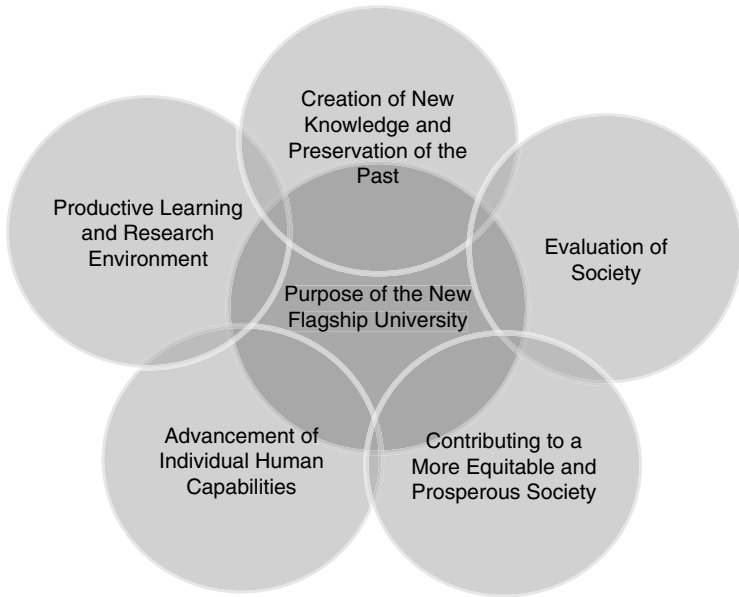 Creation of New
Knowledge and
Preservation of the
Past
Productive Learning
and Research
Environment
Evaluation of
Society
Purpose of the New
Flagship University
Advancement of
Individual Human
Capabilities
Contributing to a
More Equitable and
Prosperous Society